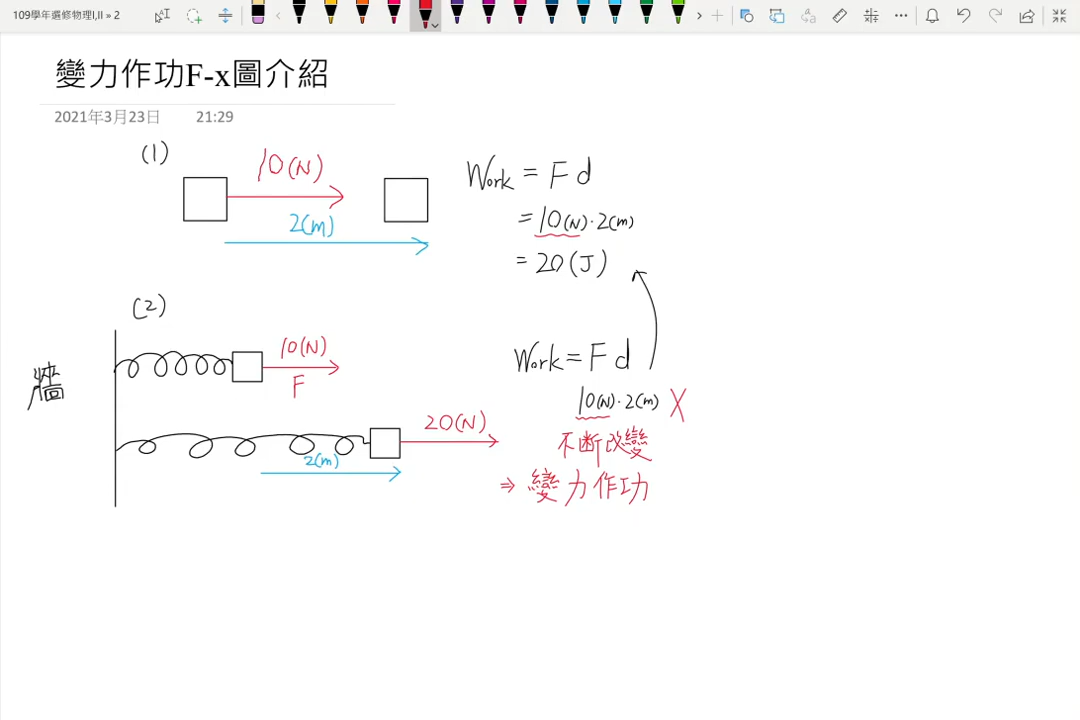 109學年選修物理I,II » 2
變力作功F-x圖介紹
2021年3月23日 21:29
(1)
10(N)
2(m)
Work = F d
= 10(N)·2(m)
= 20(J)
(2)
牆
10(N)
F
20(N)
2(m)
Work = F d
10(N)·2(m) X
不斷改變
⇒ 變力作功